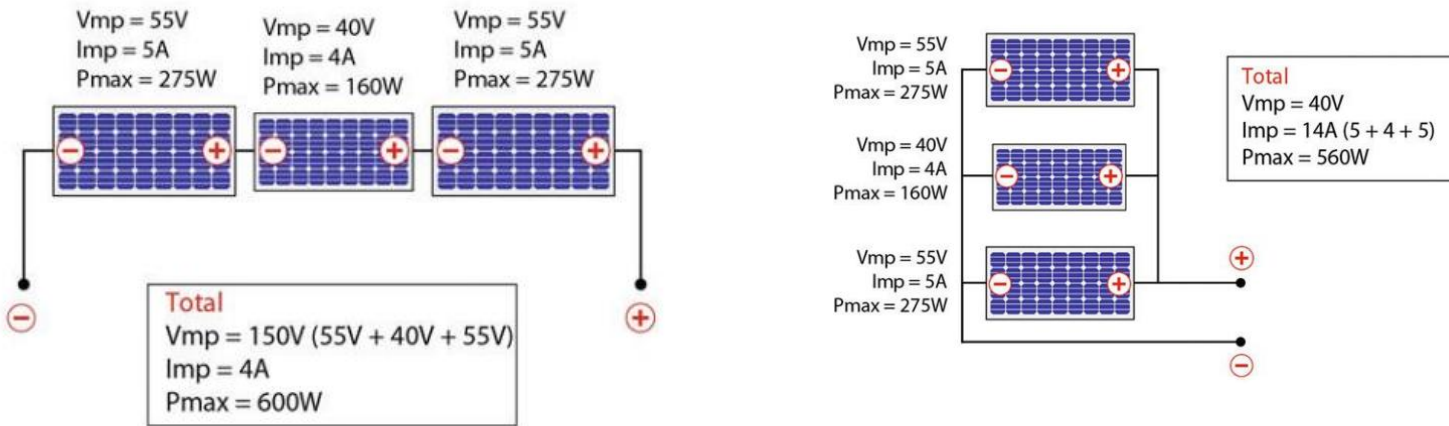 Vmp = 55V
Imp = 5A
Pmax = 275W
Vmp = 40V
Imp = 4A
Pmax = 160W
Vmp = 55V
Imp = 5A
Pmax = 275W
− + − + − +
−
+
Total
Vmp = 150V (55V + 40V + 55V)
Imp = 4A
Pmax = 600W
Vmp = 55V
Imp = 5A
Pmax = 275W
− +
Vmp = 40V
Imp = 4A
Pmax = 160W
− +
Vmp = 55V
Imp = 5A
Pmax = 275W
− +
+
−
Total
Vmp = 40V
Imp = 14A (5 + 4 + 5)
Pmax = 560W